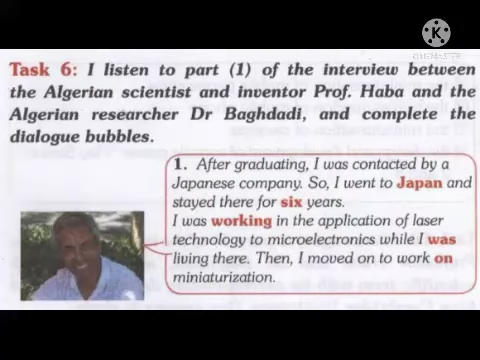 Task 6: I listen to part (1) of the interview between
the Algerian scientist and inventor Prof. Haba and the
Algerian researcher Dr Baghdadi, and complete the
dialogue bubbles.
1. After graduating, I was contacted by a
Japanese company. So, I went to Japan and
stayed there for six years.
I was working in the application of laser
technology to microelectronics while I was
living there. Then, I moved on to work on
miniaturization.